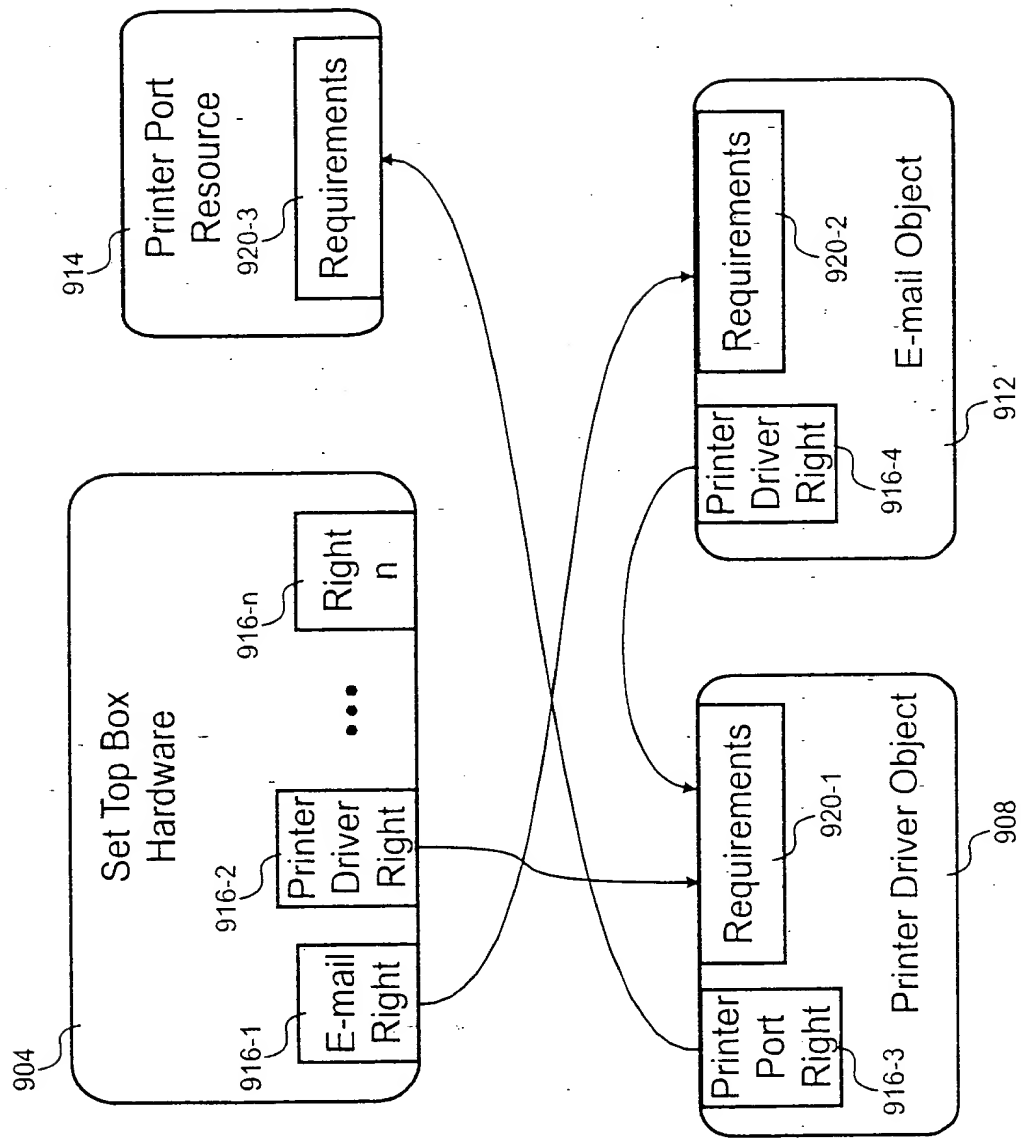 904
Set Top Box
Hardware
916-1
E-mail
Right
916-2
Printer
Driver
Right
•••
916-n
Right
n
914
Printer Port
Resource
920-3
Requirements
Printer
Port
Right
916-3
Requirements
920-1
Printer Driver Object
908
Printer
Driver
Right
916-4
Requirements
920-2
E-mail Object
912